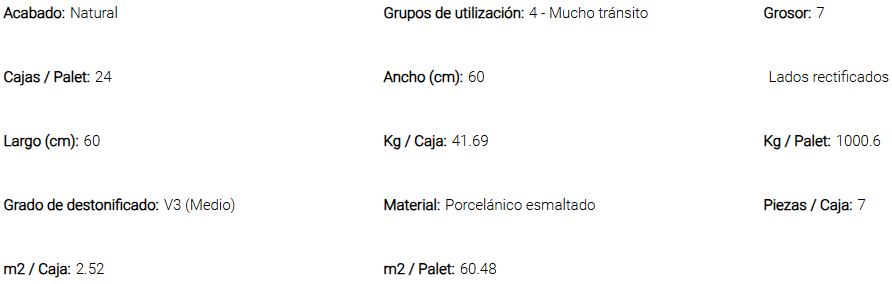 Acabado: Natural Grupos de utilización: 4 - Mucho tránsito Grosor: 7
Cajas / Palet: 24 Ancho (cm): 60 Lados rectificados
Largo (cm): 60 Kg / Caja: 41.69 Kg / Palet: 1000.6
Grado de destonificado: V3 (Medio) Material: Porcelánico esmaltado Piezas / Caja: 7
m2 / Caja: 2.52 m2 / Palet: 60.48